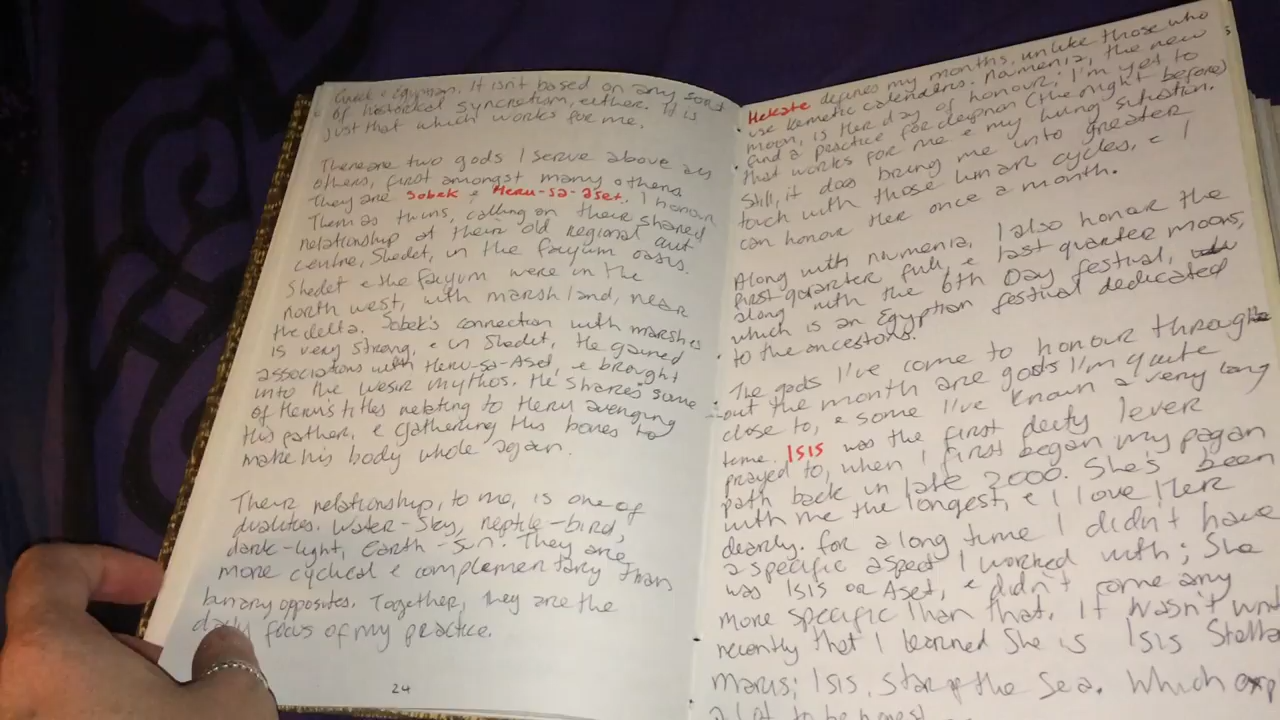 Greek & Egyptian. It isn't based on any sort
of historical syncretism, either. It is
just that which works for me.
There are two gods I serve above all
others, first amongst many others.
They are Sobek & Heru-sa-Aset. I honour
Them as twins, calling on their shared
relationship at their old regional cult
centre, Shedet, in the fayum oasis.
Shedet & the fayum were in the
north west, with marsh land, near
the delta. Sobek's connection with marshes
is very strong, & in Shedet, He gained
associations with Heru-sa-Aset, & brought
into the Wesir mythos. He shares some
of Heru's titles relating to Heru avenging
His father, & gathering His bones to
make his body whole again.
Their relationship, to me, is one of
dualities. Water-Sky, reptile-bird,
dark-light, Earth-Sun. They are
more cyclical & complementary than
binary opposites. Together, they are the
daily focus of my practice.
24
Hekate defines my months, unlike those who
use Kemetic calendars. Noumenia, the new
moon, is Her day of honour; I'm yet to
find a practice for deipnon (the night before)
that works for me & my living situation.
Still, it does bring me into greater
touch with those lunar cycles, & I
can honour Her once a month.
Along with Numenia, I also honor the
first quarter, full, & last quarter moons,
along with the 6th Day festival,
which is an Egyptian festival dedicated
to the ancestors.
The gods I've come to honour through
-out the month are gods I'm quite
close to, & some I've known a very long
time. Isis was the first deity I ever
prayed to, when I first began my pagan
path back in late 2000. She's been
with me the longest, & I love Her
dearly. For a long time I didn't have
a specific aspect I worked with; She
was Isis or Aset, & didn't come any
more specific than that. It wasn't until
recently that I learned She is Isis Stella
Maris; Isis, Star of the Sea. Which exp
a lot to be honest